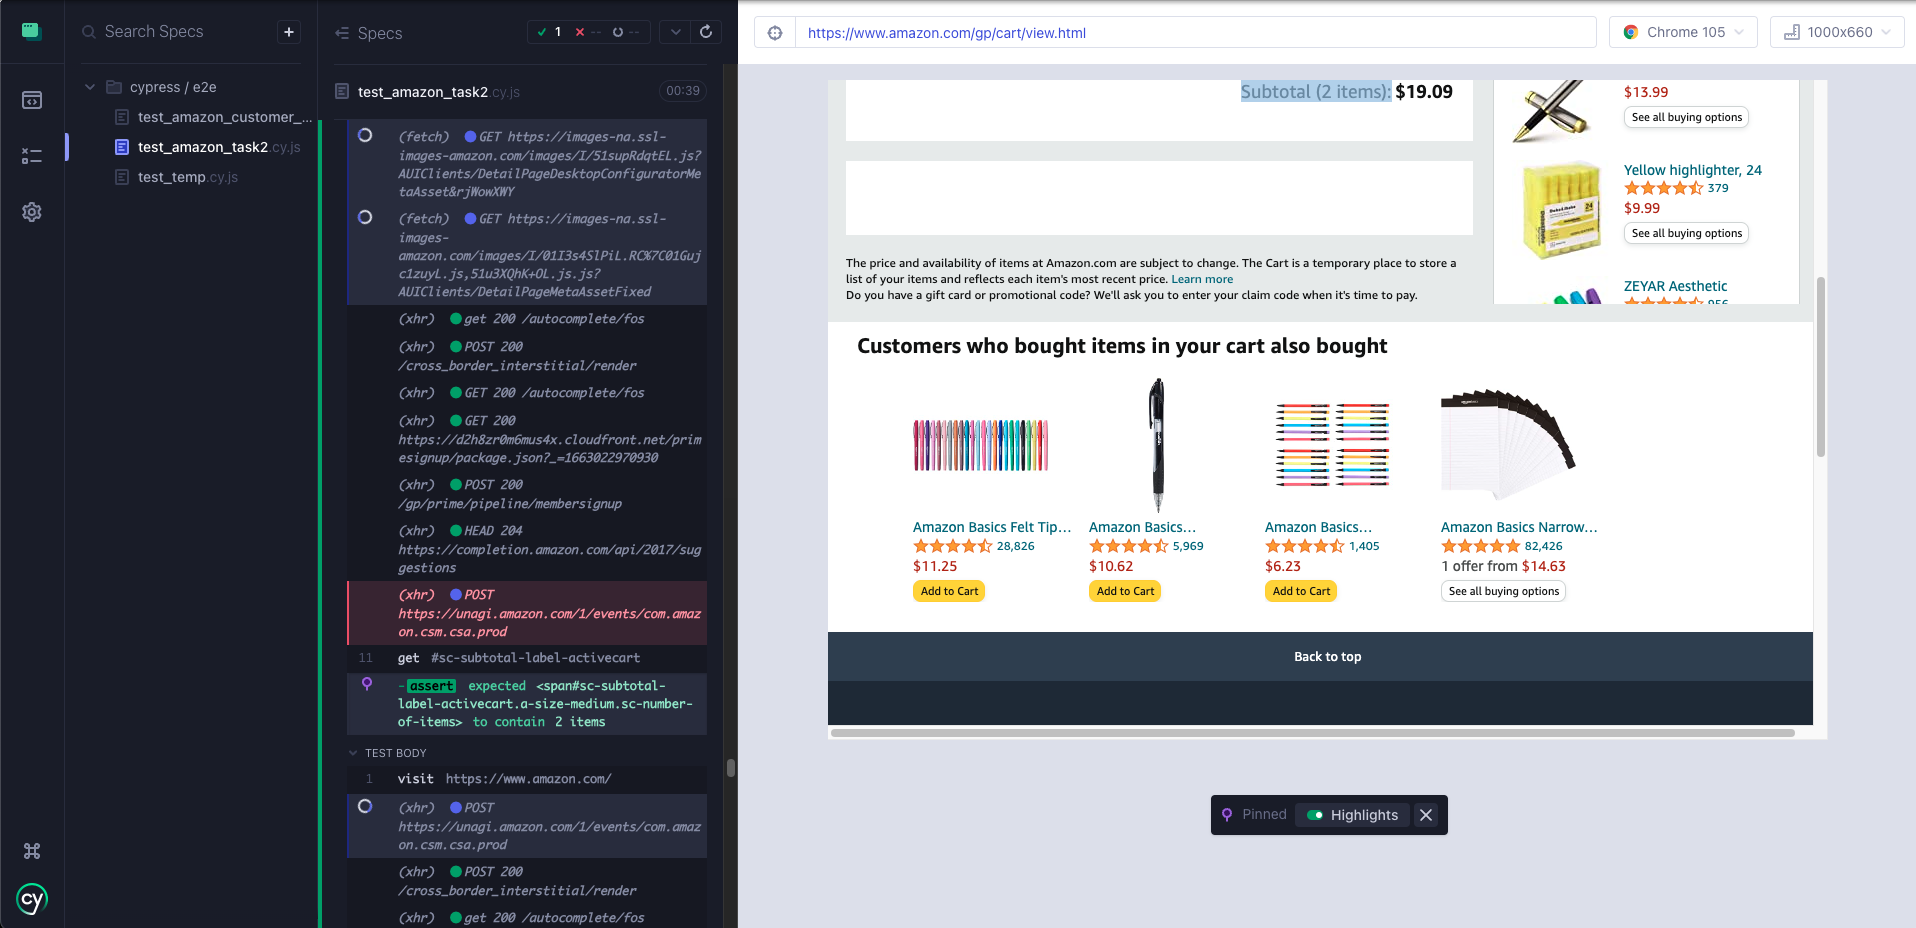 Search Specs
+
cypress / e2e
test_amazon_customer_...
test_amazon_task2.cy.js
test_temp.cy.js
cy
Specs
1 -- --
test_amazon_task2.cy.js
00:39
(fetch) GET https://images-na.ssl-
images-amazon.com/images/I/51supRdqtEL.js?
AUIClients/DetailPageDesktopConfiguratorMe
taAsset&rjWowXWY
(fetch) GET https://images-na.ssl-
images-
amazon.com/images/I/01I3s4SlPiL.RC%7C01Guj
c1zuyL.js,51u3XQhK+OL.js.js?
AUIClients/DetailPageMetaAssetFixed
(xhr) get 200 /autocomplete/fos
(xhr) POST 200
/cross_border_interstitial/render
(xhr) GET 200 /autocomplete/fos
(xhr) GET 200
https://d2h8zr0m6mus4x.cloudfront.net/prim
esignup/package.json?_=1663022970930
(xhr) POST 200
/gp/prime/pipeline/membersignup
(xhr) HEAD 204
https://completion.amazon.com/api/2017/sug
gestions
(xhr) POST
https://unagi.amazon.com/1/events/com.amaz
on.csm.csa.prod
11 get #sc-subtotal-label-activecart
-assert expected <span#sc-subtotal-
label-activecart.a-size-medium.sc-number-
of-items> to contain 2 items
TEST BODY
1 visit https://www.amazon.com/
(xhr) POST
https://unagi.amazon.com/1/events/com.amaz
on.csm.csa.prod
(xhr) POST 200
/cross_border_interstitial/render
(xhr) get 200 /autocomplete/fos
https://www.amazon.com/gp/cart/view.html
Chrome 105
1000x660
Subtotal (2 items): $19.09
The price and availability of items at Amazon.com are subject to change. The Cart is a temporary place to store a
list of your items and reflects each item's most recent price. Learn more
Do you have a gift card or promotional code? We'll ask you to enter your claim code when it's time to pay.
$13.99
See all buying options
Yellow highlighter, 24
379
$9.99
See all buying options
ZEYAR Aesthetic
956
Customers who bought items in your cart also bought
Amazon Basics Felt Tip...
28,826
$11.25
Add to Cart
Amazon Basics...
5,969
$10.62
Add to Cart
Amazon Basics...
1,405
$6.23
Add to Cart
Amazon Basics Narrow...
82,426
1 offer from $14.63
See all buying options
Back to top
Pinned
Highlights